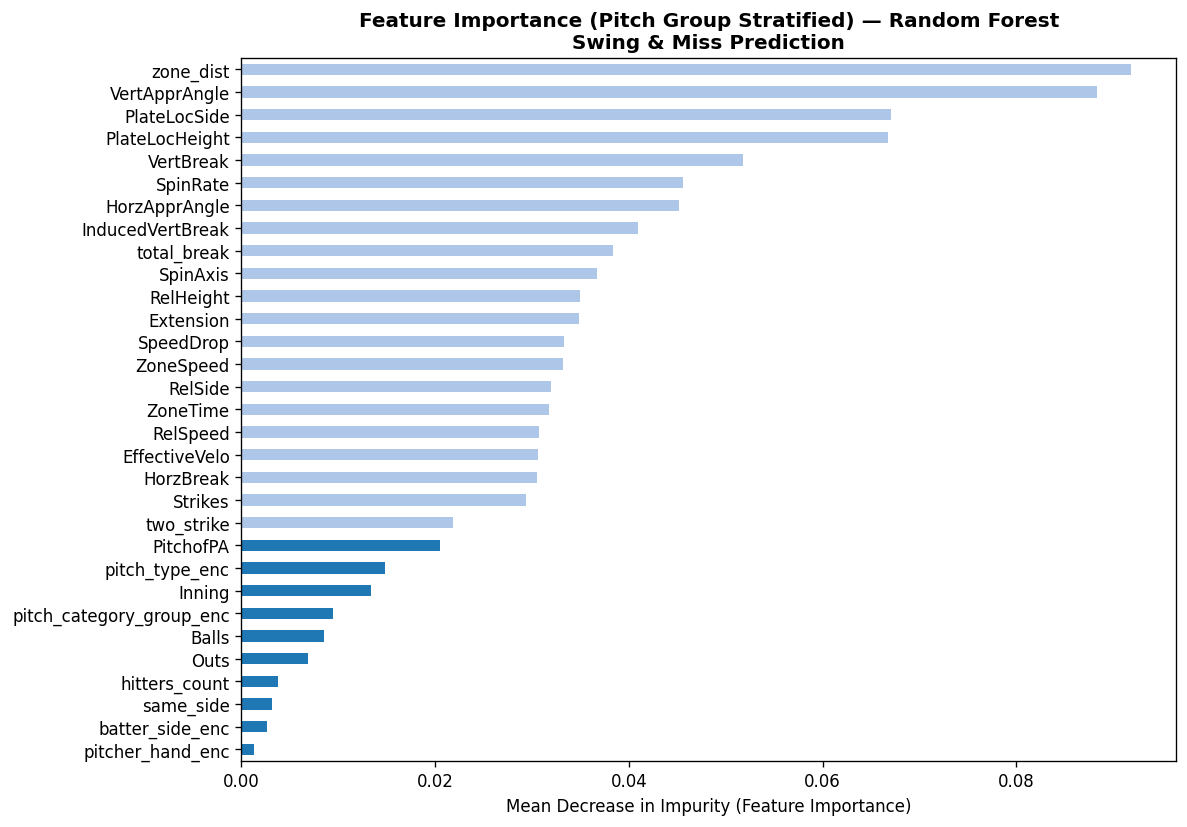 Feature Importance (Pitch Group Stratified) — Random Forest
Swing & Miss Prediction
zone_dist
VertApprAngle
PlateLocSide
PlateLocHeight
VertBreak
SpinRate
HorzApprAngle
InducedVertBreak
total_break
SpinAxis
RelHeight
Extension
SpeedDrop
ZoneSpeed
RelSide
ZoneTime
RelSpeed
EffectiveVelo
HorzBreak
Strikes
two_strike
PitchofPA
pitch_type_enc
Inning
pitch_category_group_enc
Balls
Outs
hitters_count
same_side
batter_side_enc
pitcher_hand_enc
0.00 0.02 0.04 0.06 0.08
Mean Decrease in Impurity (Feature Importance)